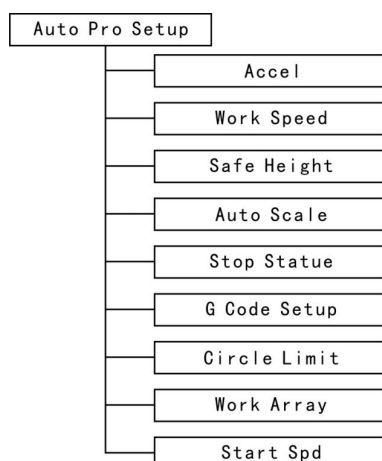 Auto Pro Setup
Accel
Work Speed
Safe Height
Auto Scale
Stop Statue
G Code Setup
Circle Limit
Work Array
Start Spd